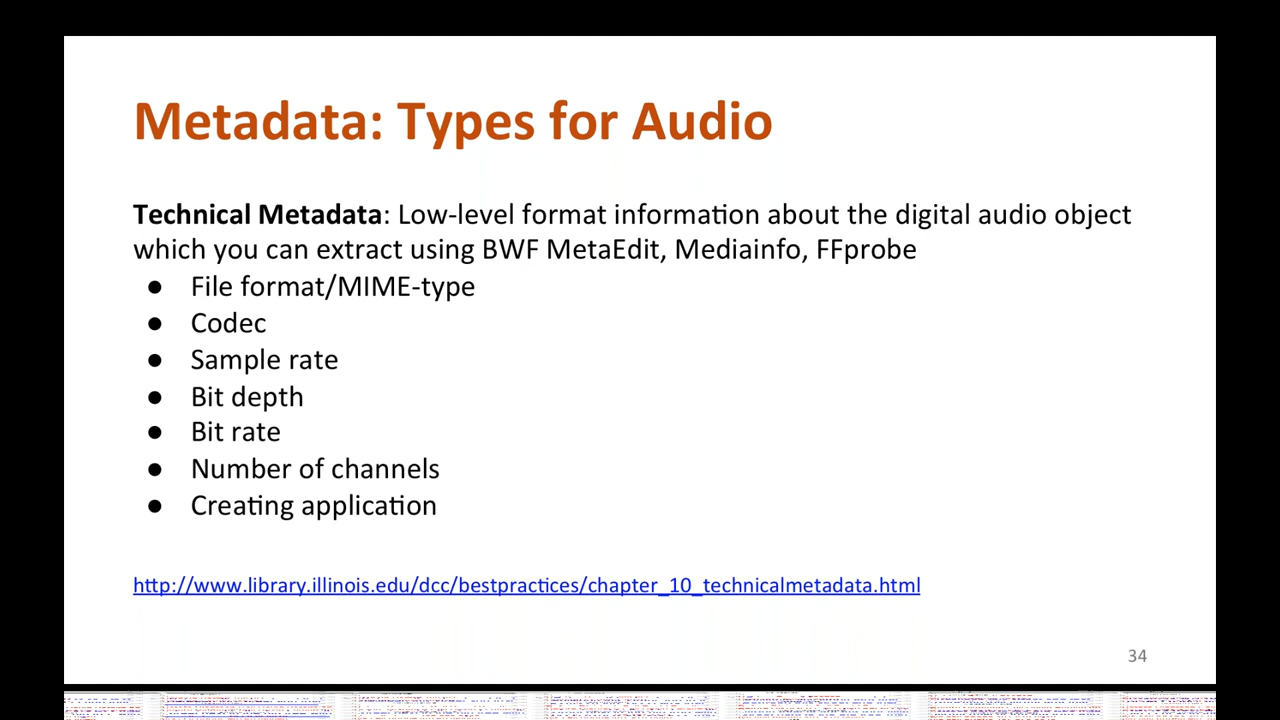 Metadata: Types for Audio
Technical Metadata: Low-level format information about the digital audio object
which you can extract using BWF MetaEdit, Mediainfo, FFprobe
● File format/MIME-type
● Codec
● Sample rate
● Bit depth
● Bit rate
● Number of channels
● Creating application
http://www.library.illinois.edu/dcc/bestpractices/chapter_10_technicalmetadata.html
34